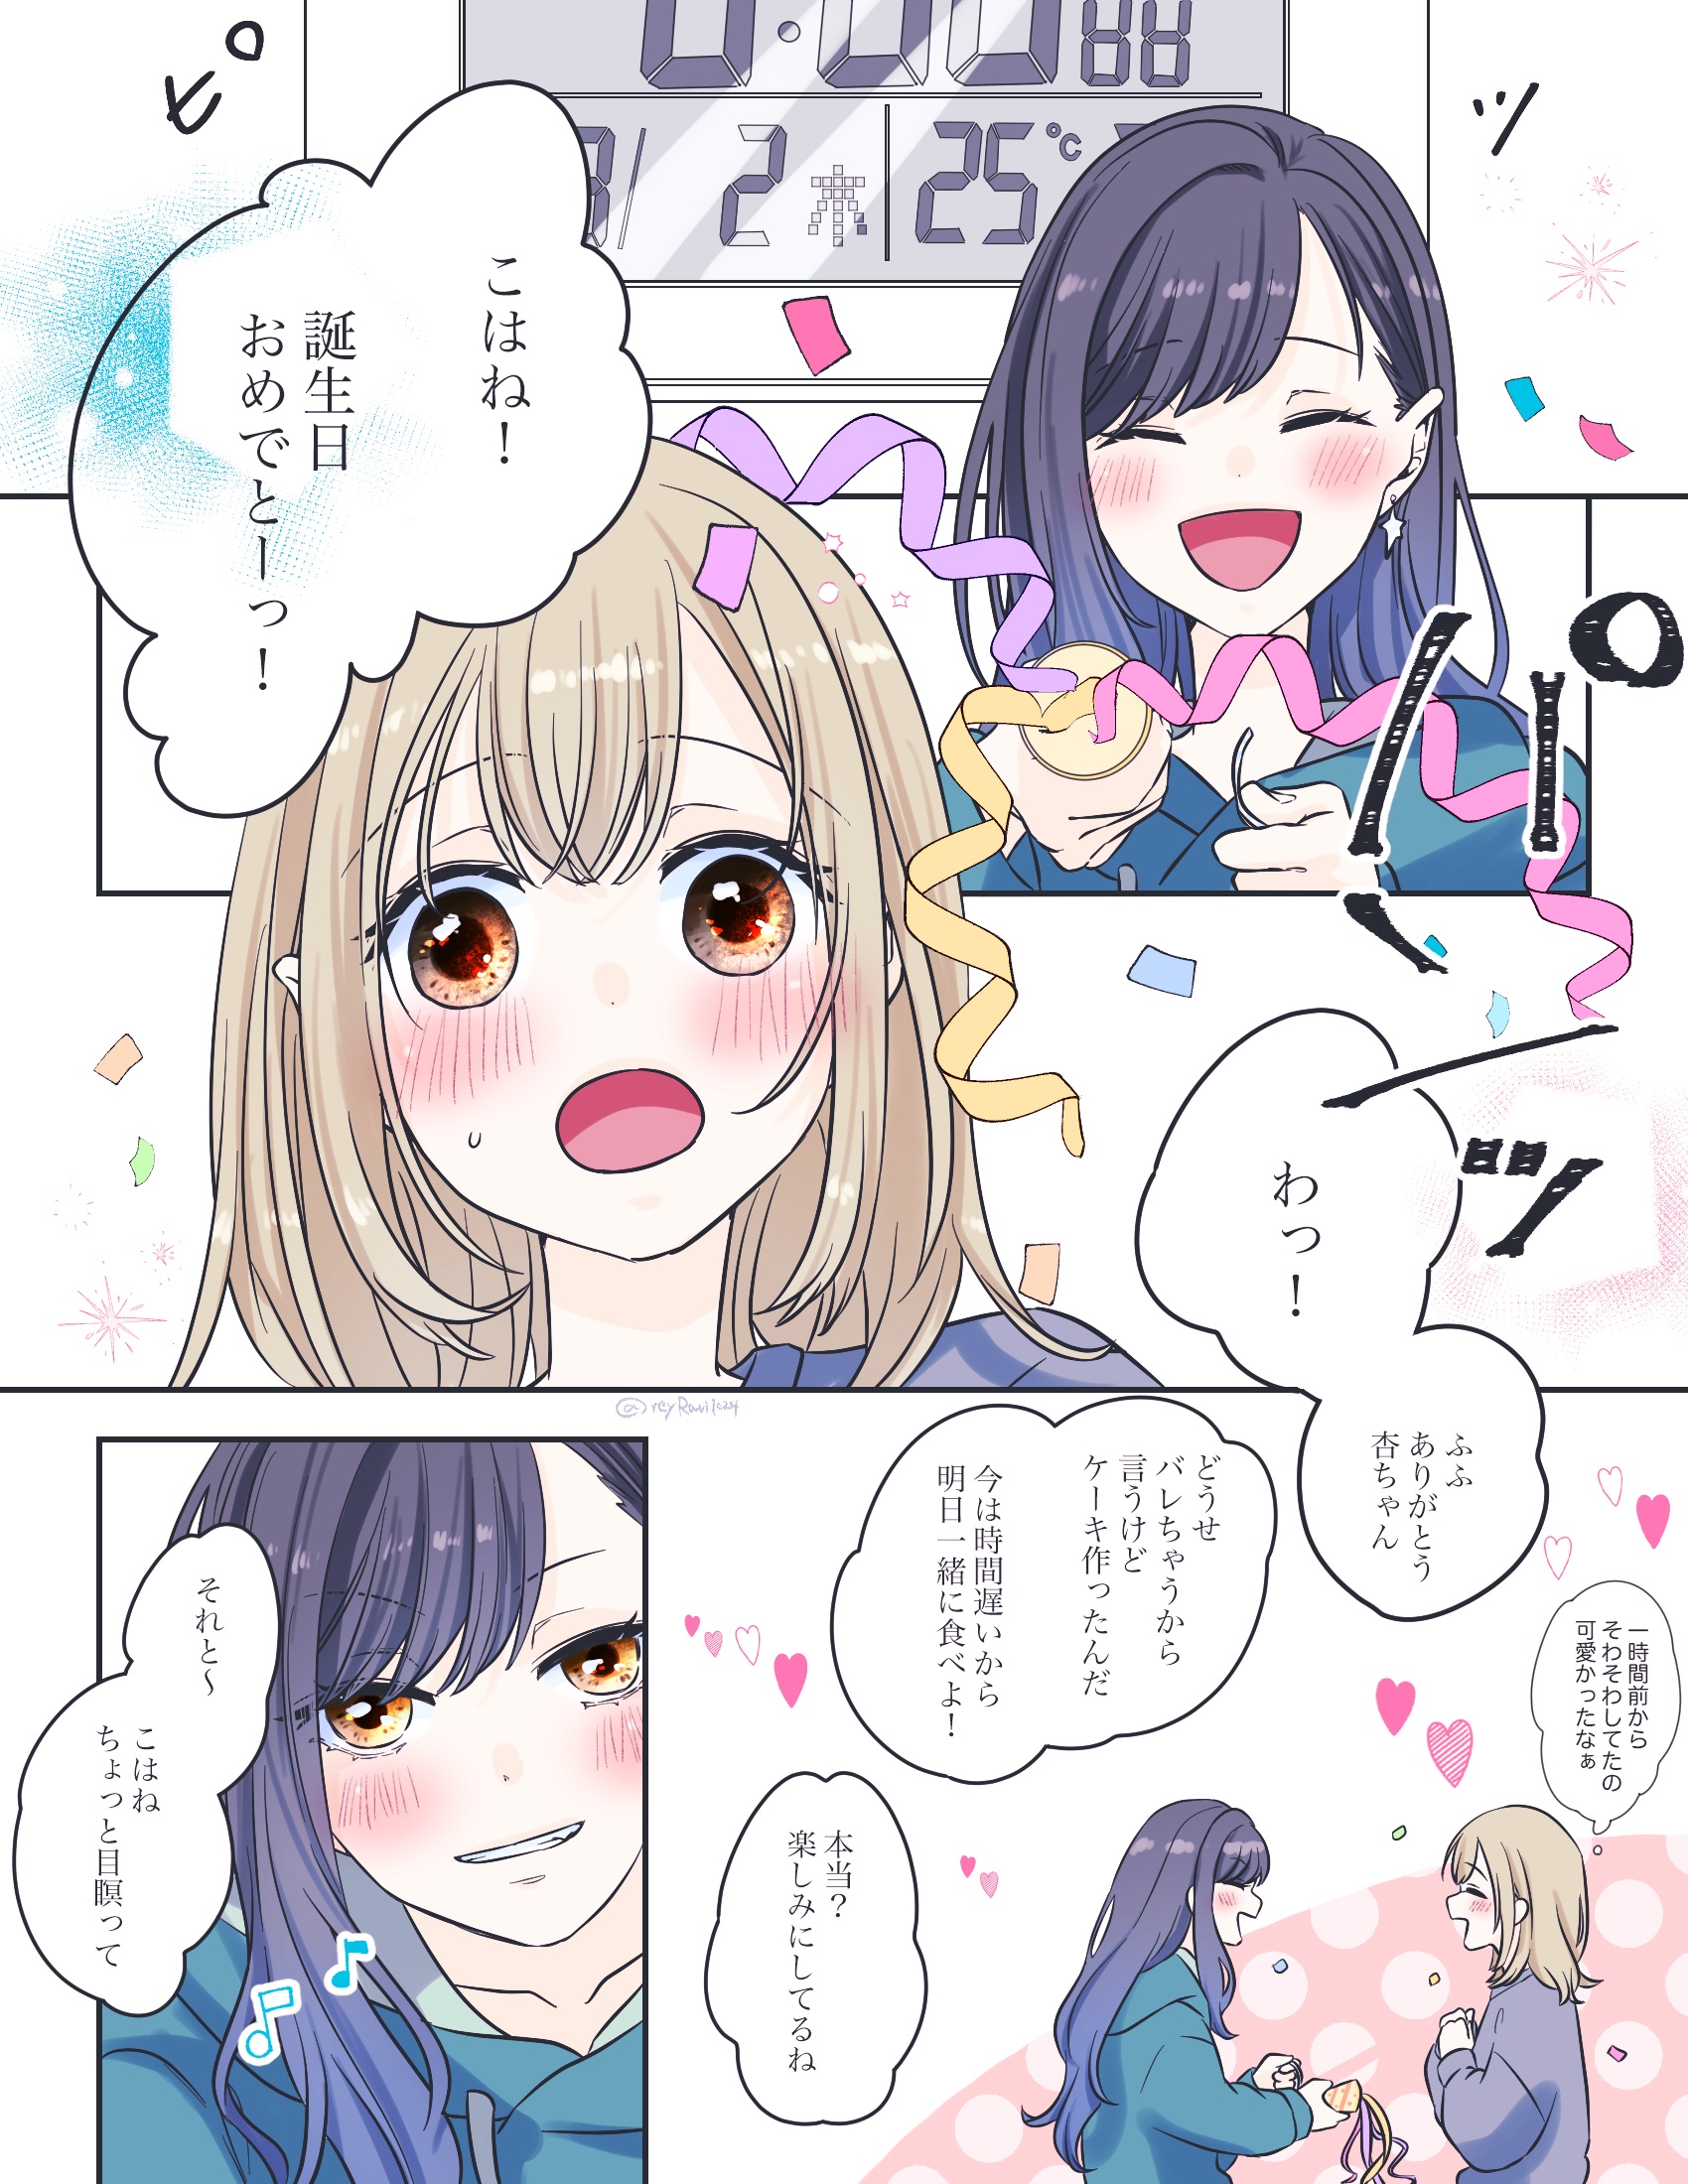 ピッ
0:00
2
木
25
℃
こはね!
誕生日
おめでとーっ!
パーンッ
わっ!
ふふ
ありがとう
杏ちゃん
一時間前から
そわそわしてたの
可愛かったなぁ
どうせ
バレちゃうから
言うけど
ケーキ作ったんだ
今は時間遅いから
明日一緒に食べよ!
本当?
楽しみにしてるね
それと〜
こはね
ちょっと目瞑って